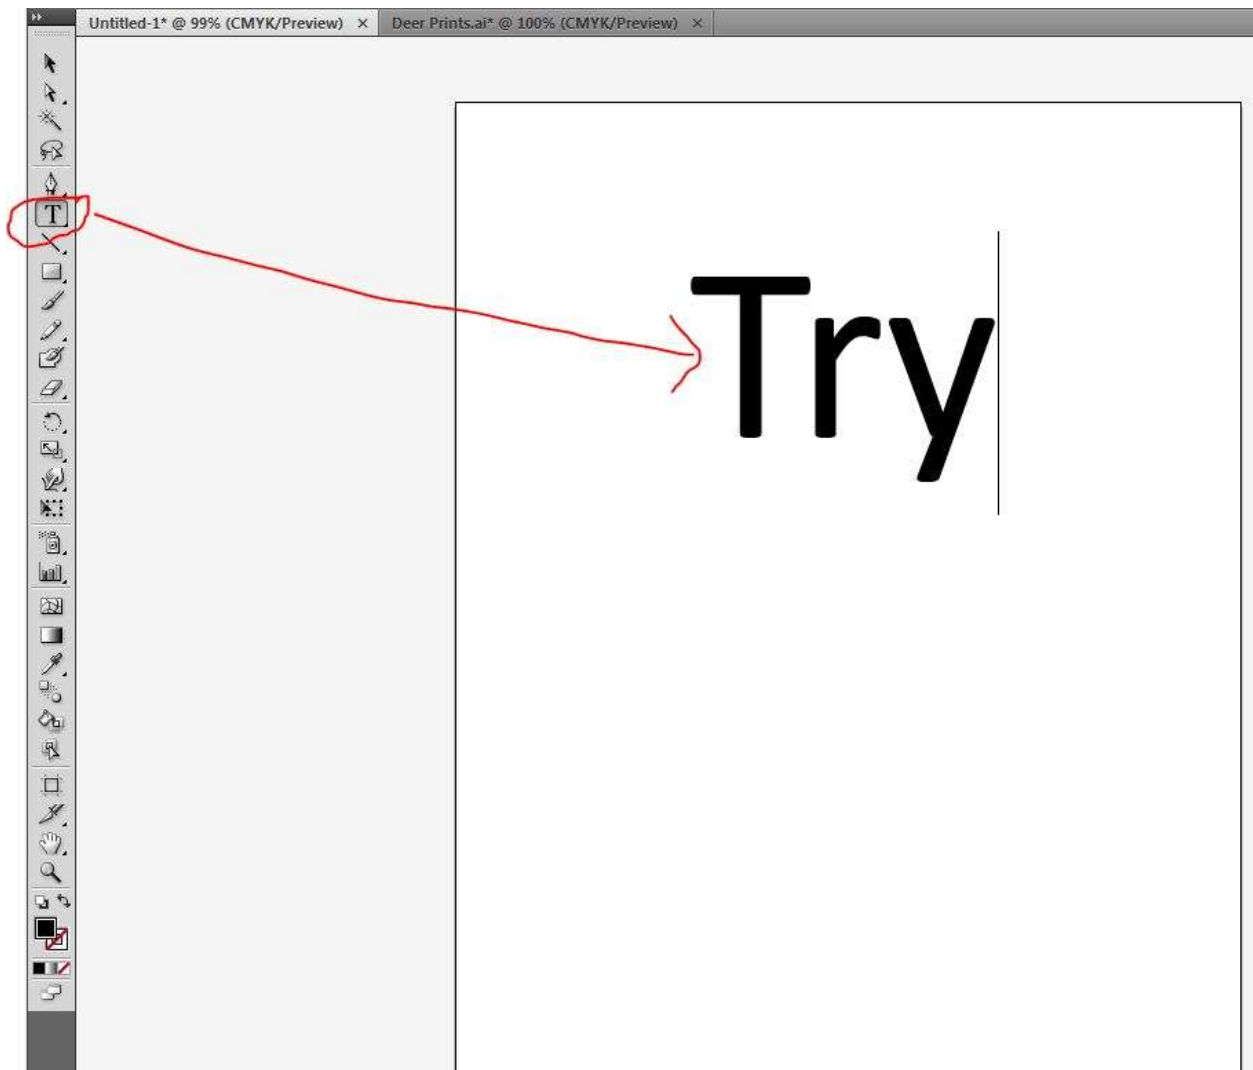 Untitled-1* @ 99% (CMYK/Preview) ×
Deer Prints.ai* @ 100% (CMYK/Preview) ×
T
Try